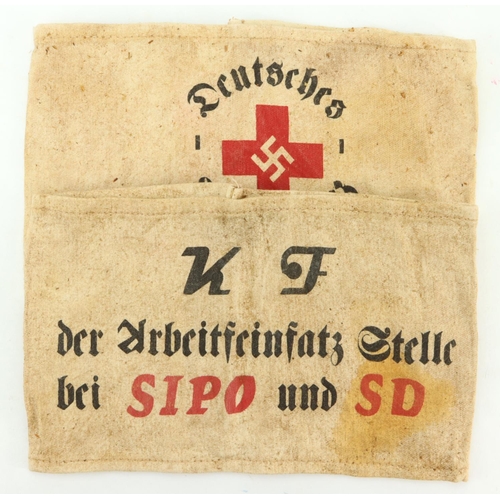 Deutsches
K F
der Arbeitseinsatz Stelle
bei SIPO und SD